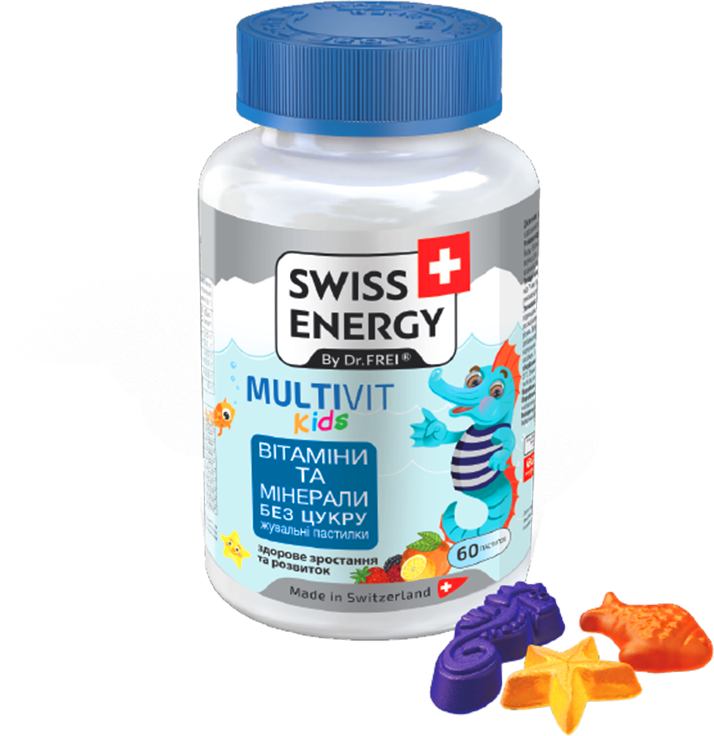 SWISS
ENERGY
By Dr. FREI®
MULTIVIT
Kids
ВІТАМІНИ
ТА
МІНЕРАЛИ
БЕЗ ЦУКРУ
жувальні пастилки
здорове зростання
та розвиток
60 пастилок
Made in Switzerland